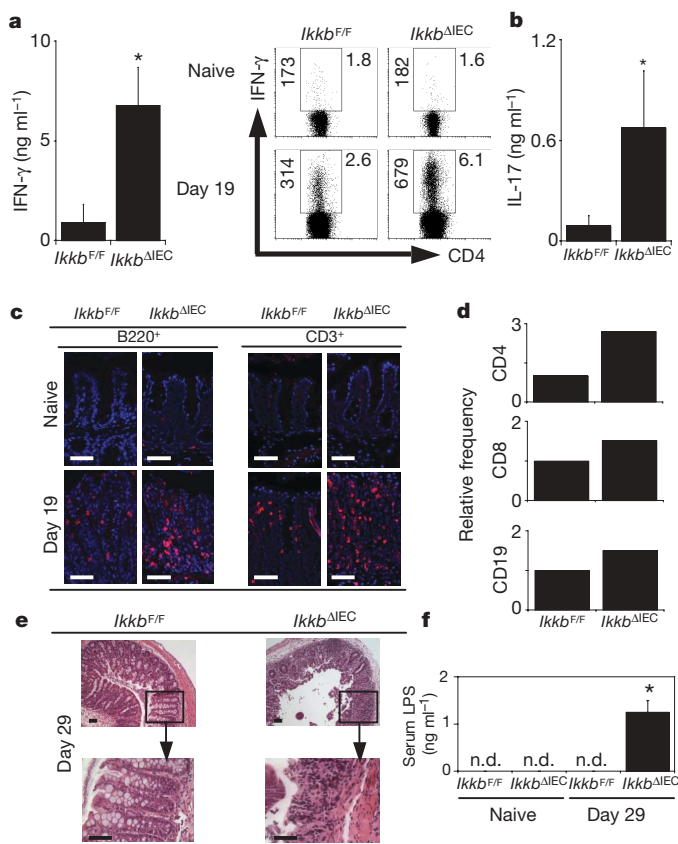 a
10
5
0
IFN-γ (ng ml⁻¹)
*
Ikkb^F/F
Ikkb^ΔIEC
Ikkb^F/F
Ikkb^ΔIEC
Naive
IFN-γ
173
1.8
182
1.6
Day 19
314
2.6
679
6.1
CD4
b
1.2
0.6
0
IL-17 (ng ml⁻¹)
*
Ikkb^F/F
Ikkb^ΔIEC
c
Ikkb^F/F
Ikkb^ΔIEC
Ikkb^F/F
Ikkb^ΔIEC
B220⁺
CD3⁺
Naive
Day 19
d
Relative frequency
CD4
3
2
CD8
2
1
0
CD19
2
1
0
Ikkb^F/F
Ikkb^ΔIEC
e
Ikkb^F/F
Ikkb^ΔIEC
Day 29
f
Serum LPS
(ng ml⁻¹)
2
1
0
n.d.
n.d.
n.d.
*
Ikkb^F/F
Ikkb^ΔIEC
Ikkb^F/F
Ikkb^ΔIEC
Naive
Day 29